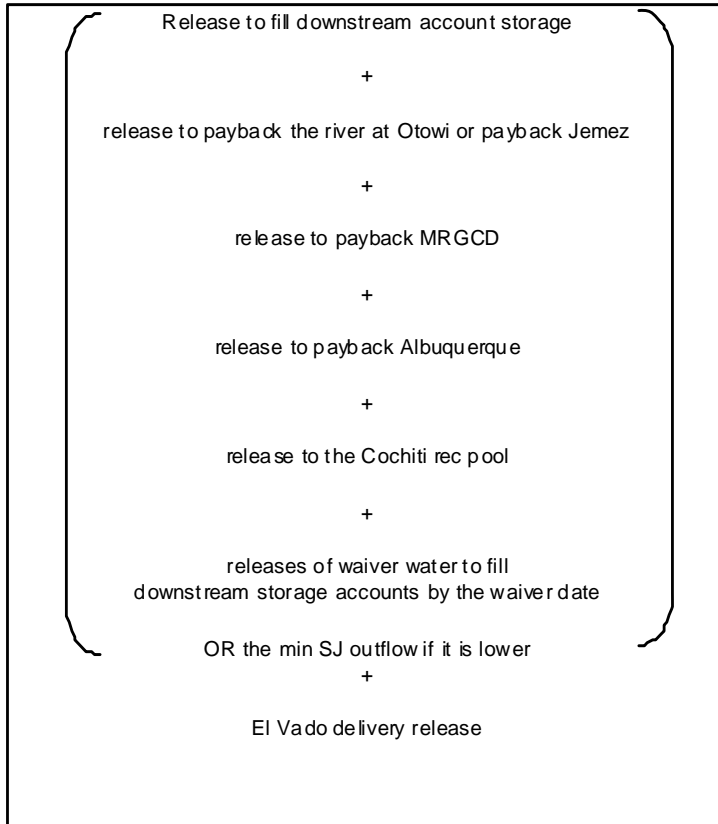 Release to fill downstream account storage
+
release to payback the river at Otowi or payback Jemez
+
release to payback MRGCD
+
release to payback Albuquerque
+
release to the Cochiti rec pool
+
releases of waiver water to fill
downstream storage accounts by the waiver date
OR the min SJ outflow if it is lower
+
El Vado delivery release